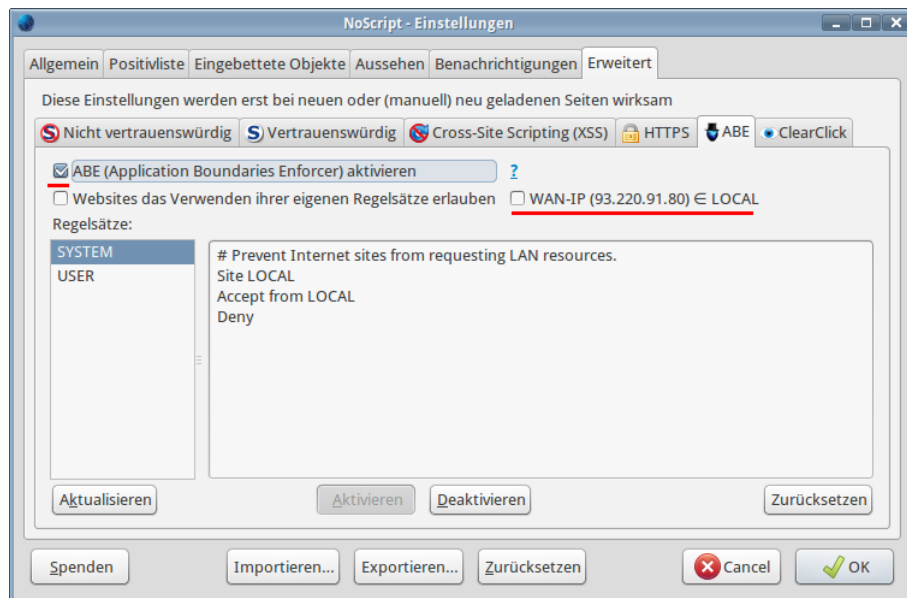 NoScript - Einstellungen
Allgemein Positivliste Eingebettete Objekte Aussehen Benachrichtigungen Erweitert
Diese Einstellungen werden erst bei neuen oder (manuell) neu geladenen Seiten wirksam
Nicht vertrauenswürdig Vertrauenswürdig Cross-Site Scripting (XSS) HTTPS ABE ClearClick
ABE (Application Boundaries Enforcer) aktivieren ?
Websites das Verwenden ihrer eigenen Regelsätze erlauben WAN-IP (93.220.91.80) ∈ LOCAL
Regelsätze:
SYSTEM
USER
# Prevent Internet sites from requesting LAN resources.
Site LOCAL
Accept from LOCAL
Deny
Aktualisieren Aktivieren Deaktivieren Zurücksetzen
Spenden Importieren... Exportieren... Zurücksetzen Cancel OK